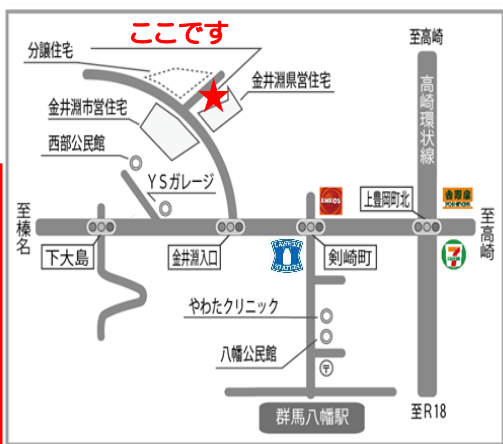 ここです
至高崎
分譲住宅
金井淵県営住宅
高崎環状線
金井淵市営住宅
西部公民館
YSガレージ
ENEOS
上豊岡町北
吉野家
YOSHINOYA
至榛名
至高崎
下大島
金井淵入口
LAWSON
STATION
剣崎町
7
ELEVEN
やわたクリニック
八幡公民館
〒
群馬八幡駅
至R18